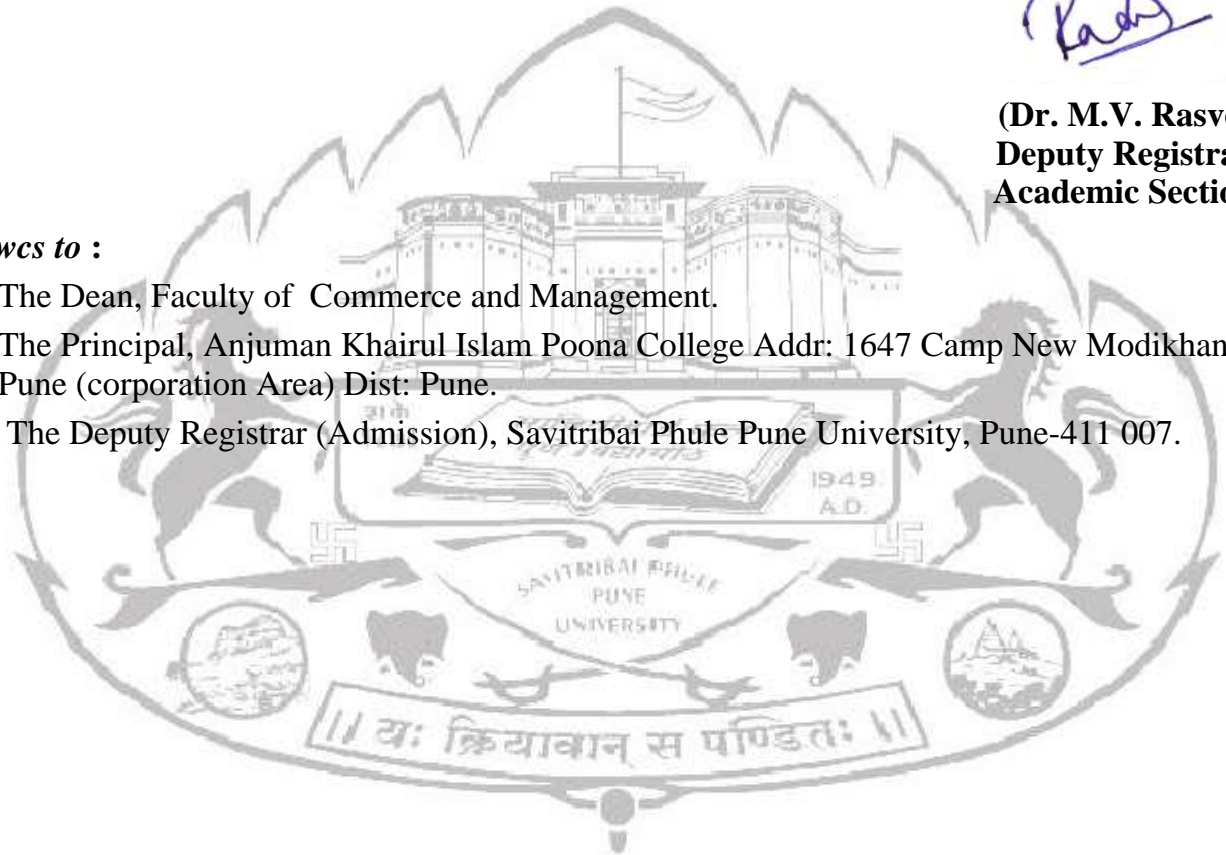 (Dr. M.V. Rasv
Deputy Registra
Academic Sectio
wcs to :
The Dean, Faculty of Commerce and Management.
The Principal, Anjuman Khairul Islam Poona College Addr: 1647 Camp New Modikhan
Pune (corporation Area) Dist: Pune.
The Deputy Registrar (Admission), Savitribai Phule Pune University, Pune-411 007.
1949
A.D.
SAVITRIBAI PHULE
PUNE
UNIVERSITY
।। यः क्रियावान् स पण्डितः ।।